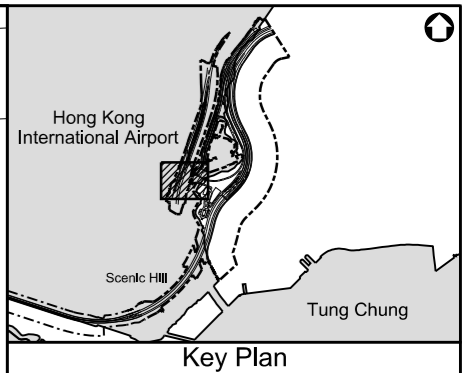 Hong Kong
International Airport
Scenic Hill
Tung Chung
Key Plan